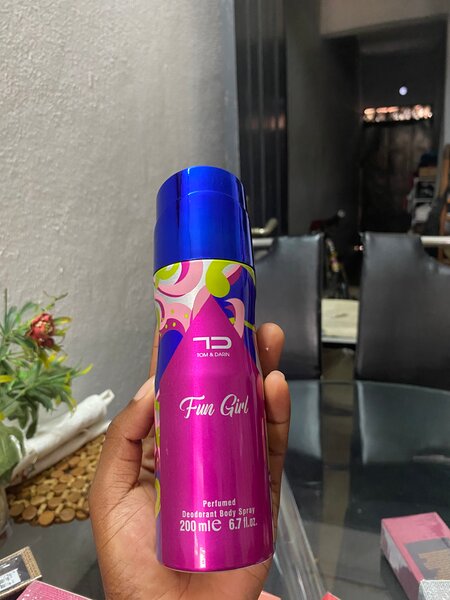 TD
TOM & DARIN
Fun Girl
Perfumed
Deodorant Body Spray
200 ml℮ 6.7 fl.oz.